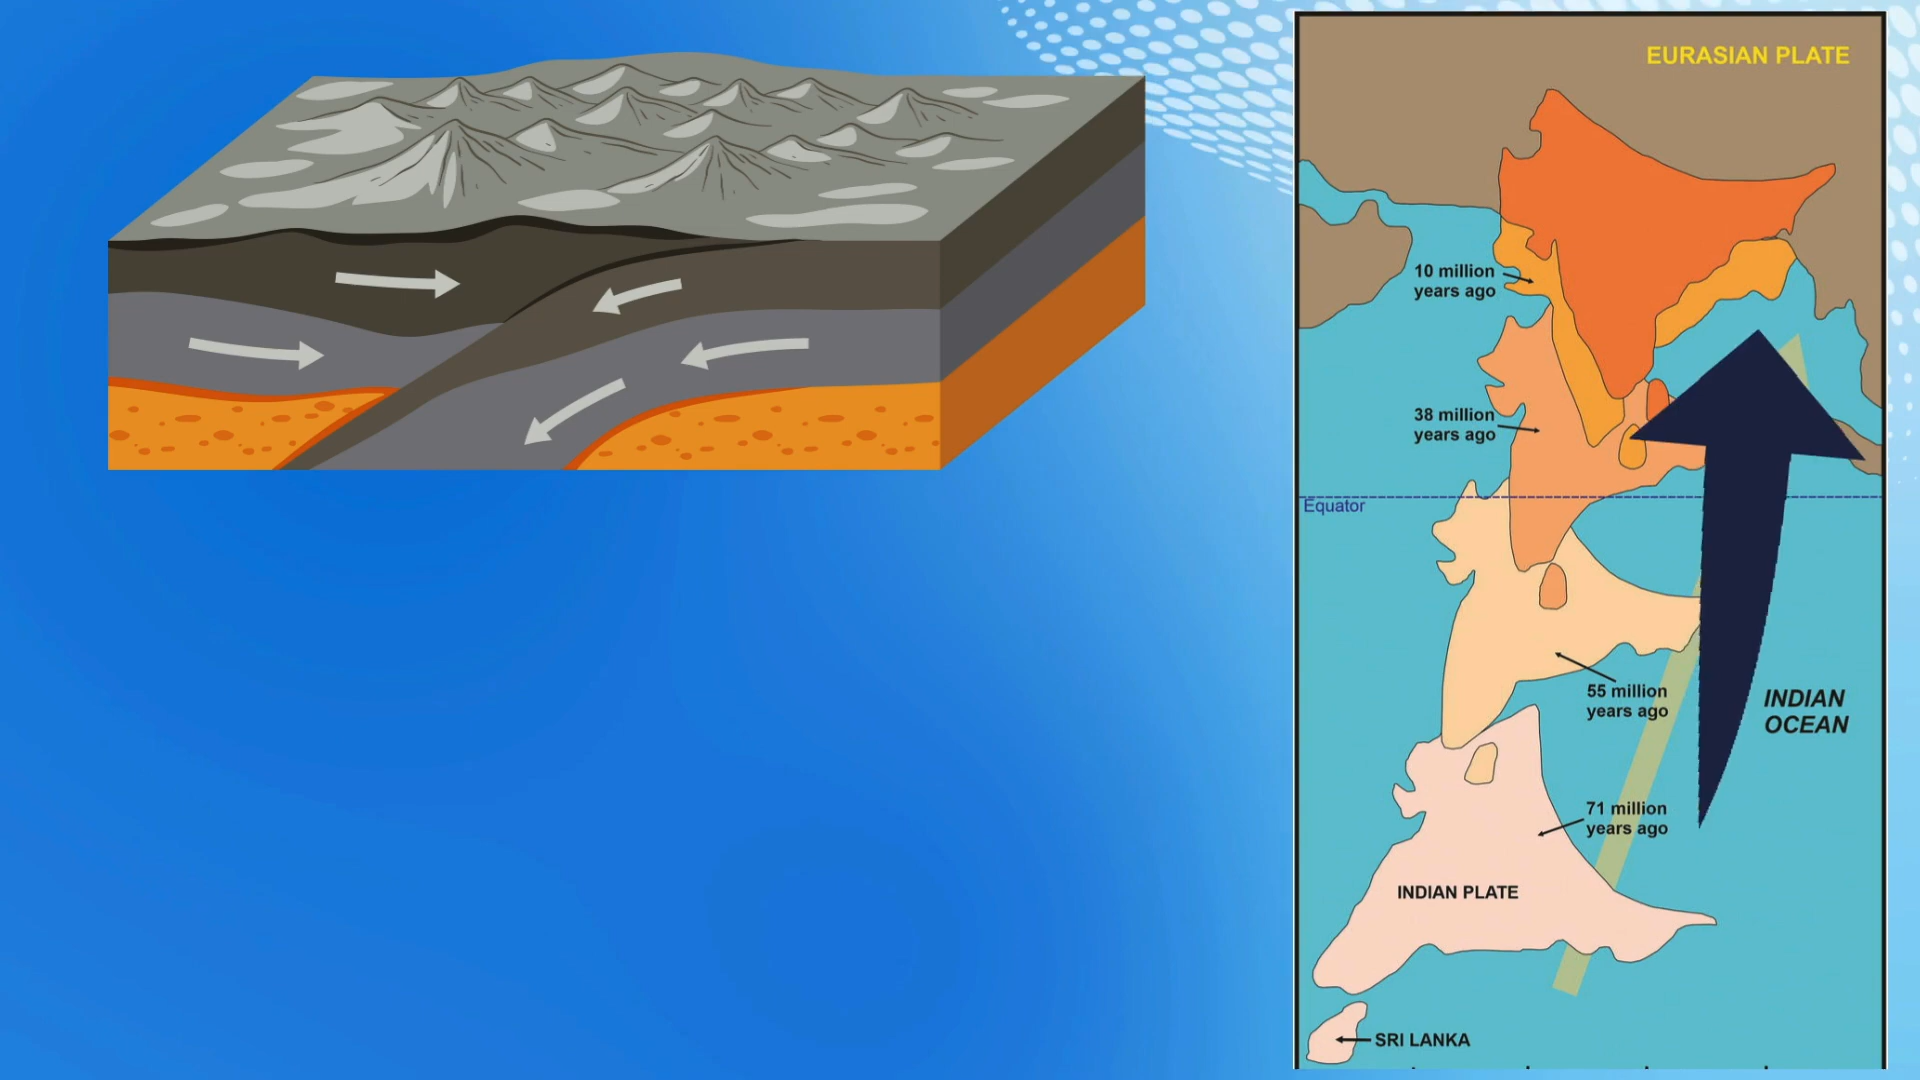 EURASIAN PLATE
10 million
years ago
38 million
years ago
Equator
55 million
years ago
INDIAN
OCEAN
71 million
years ago
INDIAN PLATE
SRI LANKA